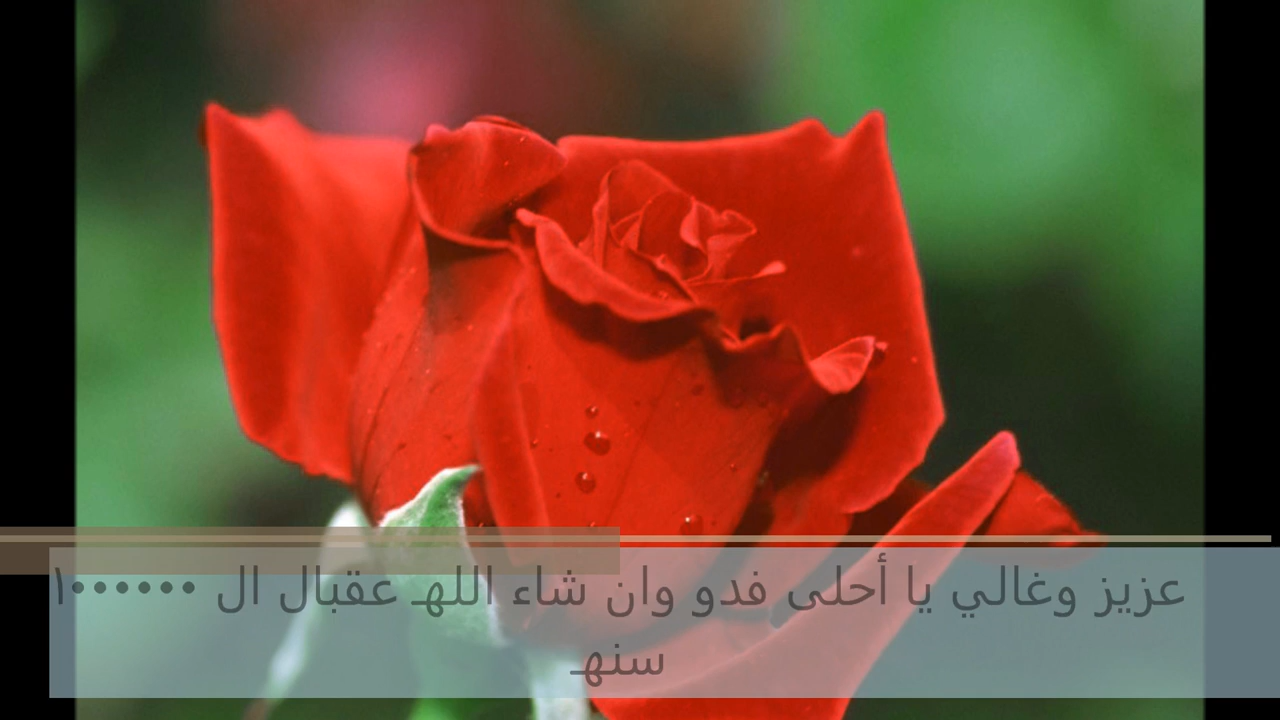 عزيز وغالي يا أحلى فدو وان شاء اللهـ عقبال ال ١٠٠٠٠٠٠
سنهـ